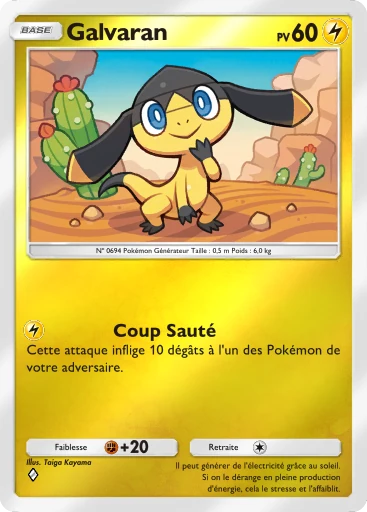 BASE Galvaran PV 60
N° 0694 Pokémon Générateur Taille : 0,5 m Poids : 6,0 kg
Coup Sauté
Cette attaque inflige 10 dégâts à l'un des Pokémon de
votre adversaire.
Faiblesse +20 Retraite
Illus. Taiga Kayama
Il peut générer de l'électricité grâce au soleil.
Si on le dérange en pleine production
d'énergie, cela le stresse et l'affaiblit.